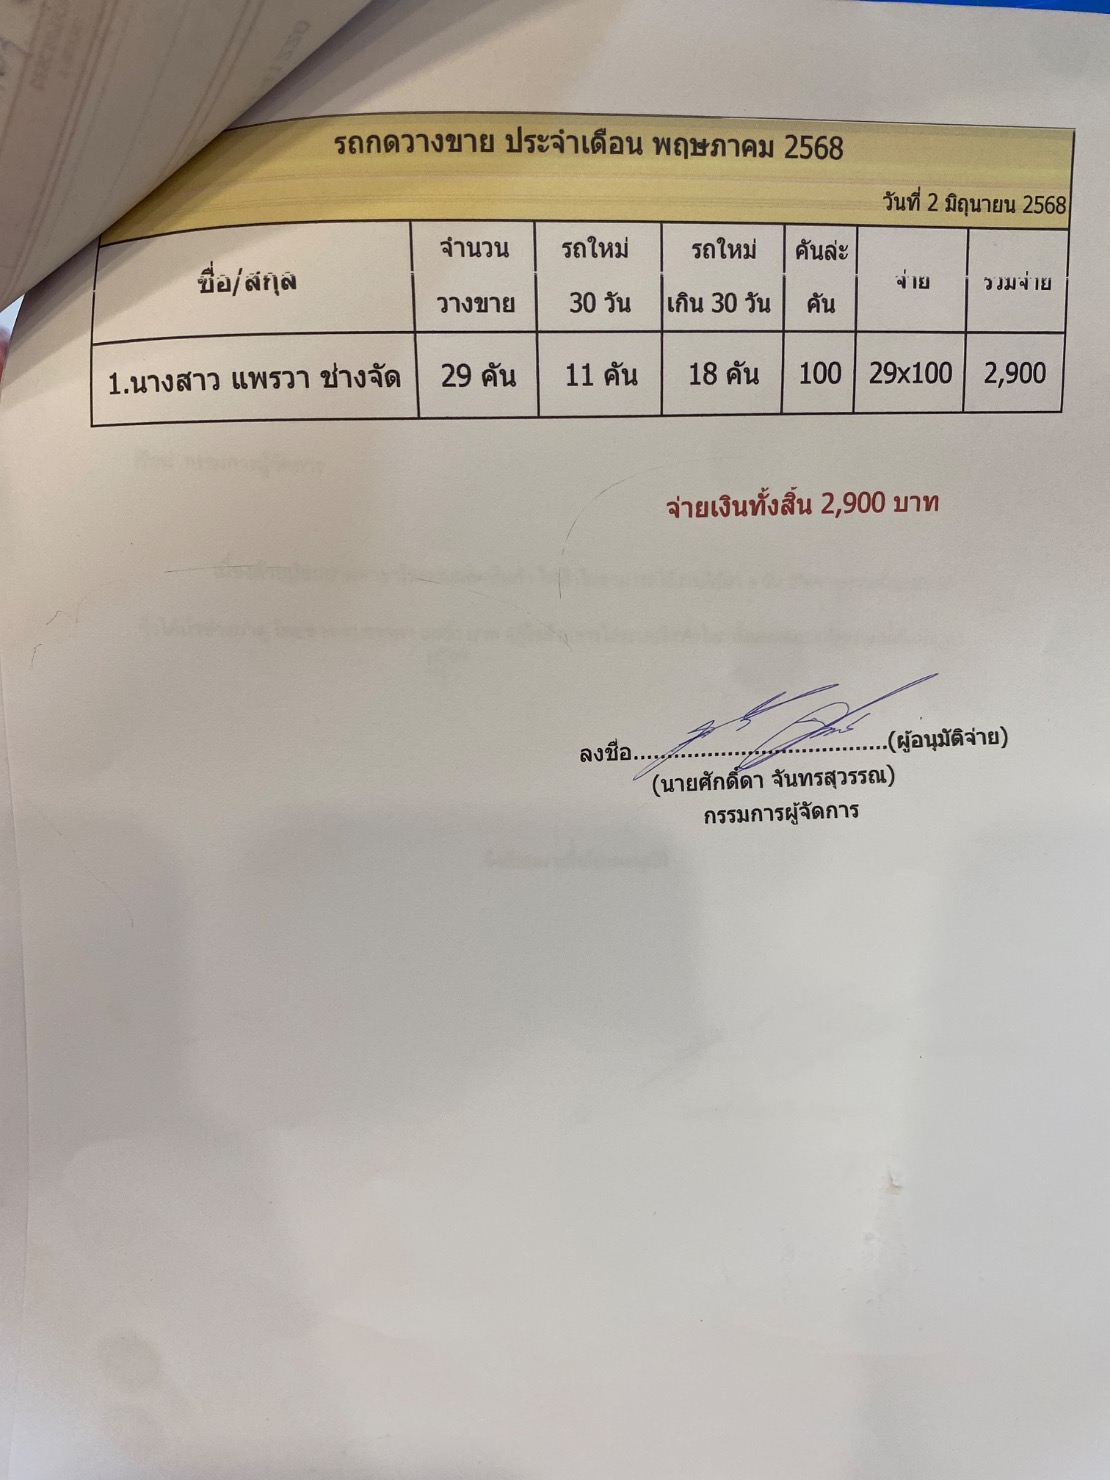 รถกดวางขาย ประจำเดือน พฤษภาคม 2568
วันที่ 2 มิถุนายน 2568
ชื่อ/สกุล จำนวนวางขาย รถใหม่ 30 วัน รถใหม่เกิน 30 วัน คันล่ะคัน จ่าย รวมจ่าย
1.นางสาว แพรวา ช่างจัด 29 คัน 11 คัน 18 คัน 100 29x100 2,900
จ่ายเงินทั้งสิ้น 2,900 บาท
ลงชื่อ..........................................(ผู้อนุมัติจ่าย)
(นายศักดิ์ดา จันทรสุวรรณ)
กรรมการผู้จัดการ